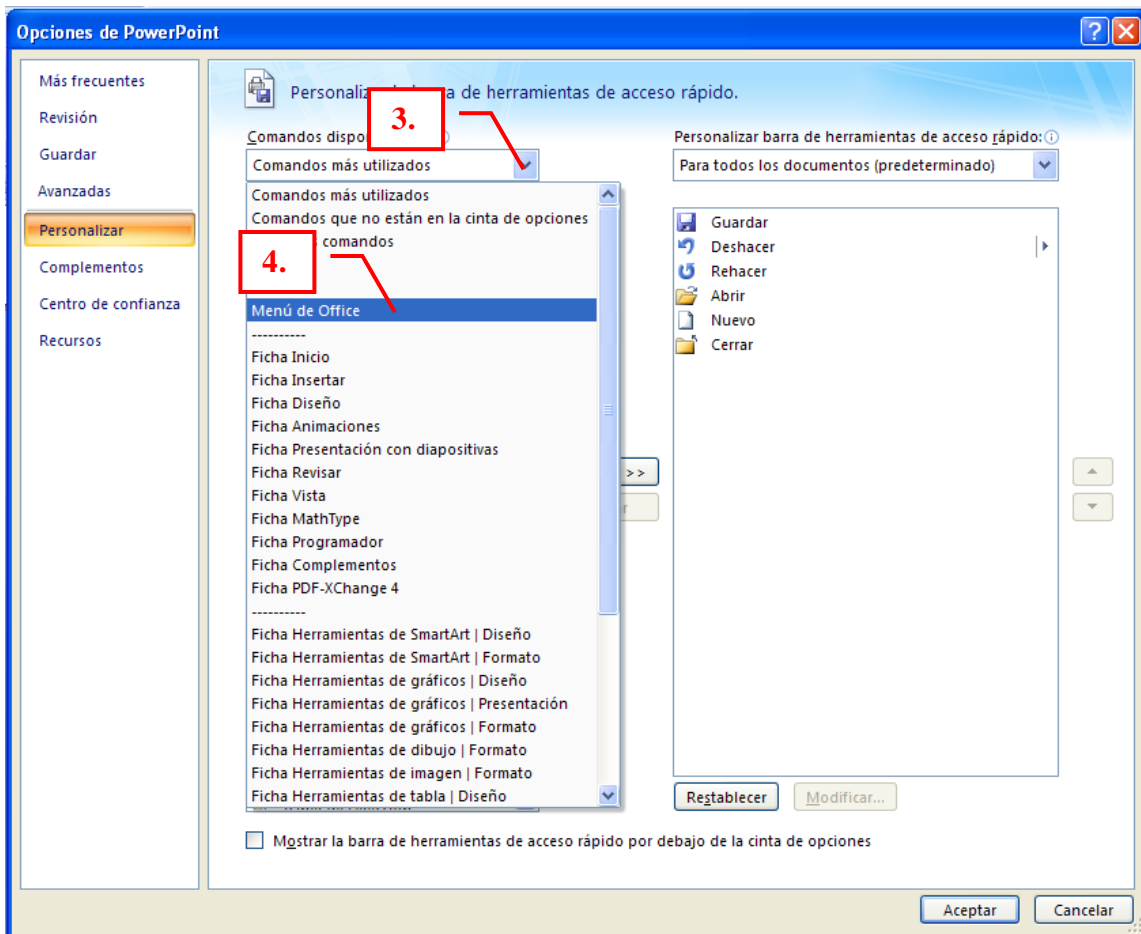 Opciones de PowerPoint
Más frecuentes
Revisión
Guardar
Avanzadas
Personalizar
Complementos
Centro de confianza
Recursos
Personaliz a de herramientas de acceso rápido.
3.
Comandos dispon
Comandos más utilizados
Comandos más utilizados
Comandos que no están en la cinta de opciones
s comandos
4.
Menú de Office
----------
Ficha Inicio
Ficha Insertar
Ficha Diseño
Ficha Animaciones
Ficha Presentación con diapositivas
Ficha Revisar
Ficha Vista
Ficha MathType
Ficha Programador
Ficha Complementos
Ficha PDF-XChange 4
----------
Ficha Herramientas de SmartArt | Diseño
Ficha Herramientas de SmartArt | Formato
Ficha Herramientas de gráficos | Diseño
Ficha Herramientas de gráficos | Presentación
Ficha Herramientas de gráficos | Formato
Ficha Herramientas de dibujo | Formato
Ficha Herramientas de imagen | Formato
Ficha Herramientas de tabla | Diseño
>>
r
Personalizar barra de herramientas de acceso rápido:
Para todos los documentos (predeterminado)
Guardar
Deshacer
Rehacer
Abrir
Nuevo
Cerrar
Restablecer
Modificar...
Mostrar la barra de herramientas de acceso rápido por debajo de la cinta de opciones
Aceptar
Cancelar